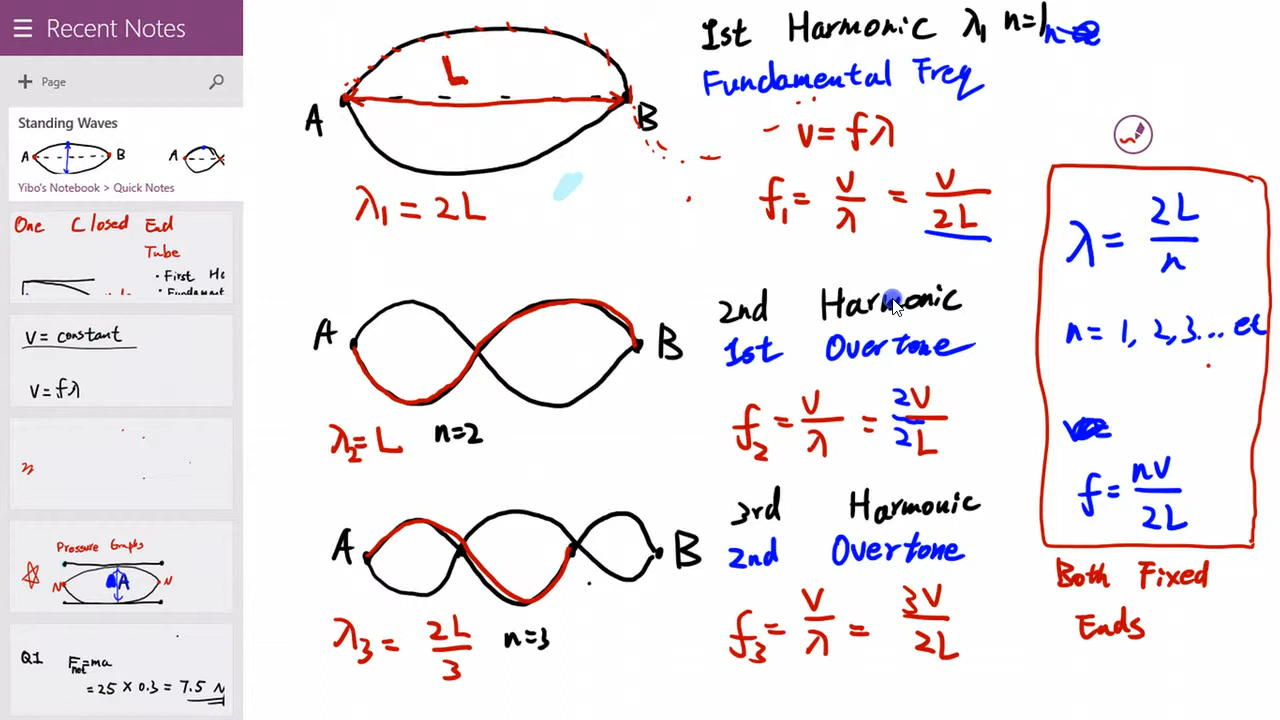 Recent Notes
Page
Standing Waves
A B A
Yibo's Notebook > Quick Notes
One Closed End
Tube
· First
· Fundament
V = constant
V = fλ
Pressure Graphs
N A N
Q1
Fnet=ma
= 25 × 0.3 = 7.5 N
L
A B
λ1 = 2L
1st Harmonic λ1 n=1
Fundamental Freq
v = fλ
f1 = V/λ = V/2L
A B
λ2 = L n=2
2nd Harmonic
1st Overtone
f2 = V/λ = 2V/2L
A B
λ3 = 2L/3 n=3
3rd Harmonic
2nd Overtone
f3 = V/λ = 3V/2L
λ = 2L/n
n = 1, 2, 3...
f = nV/2L
Both Fixed
Ends